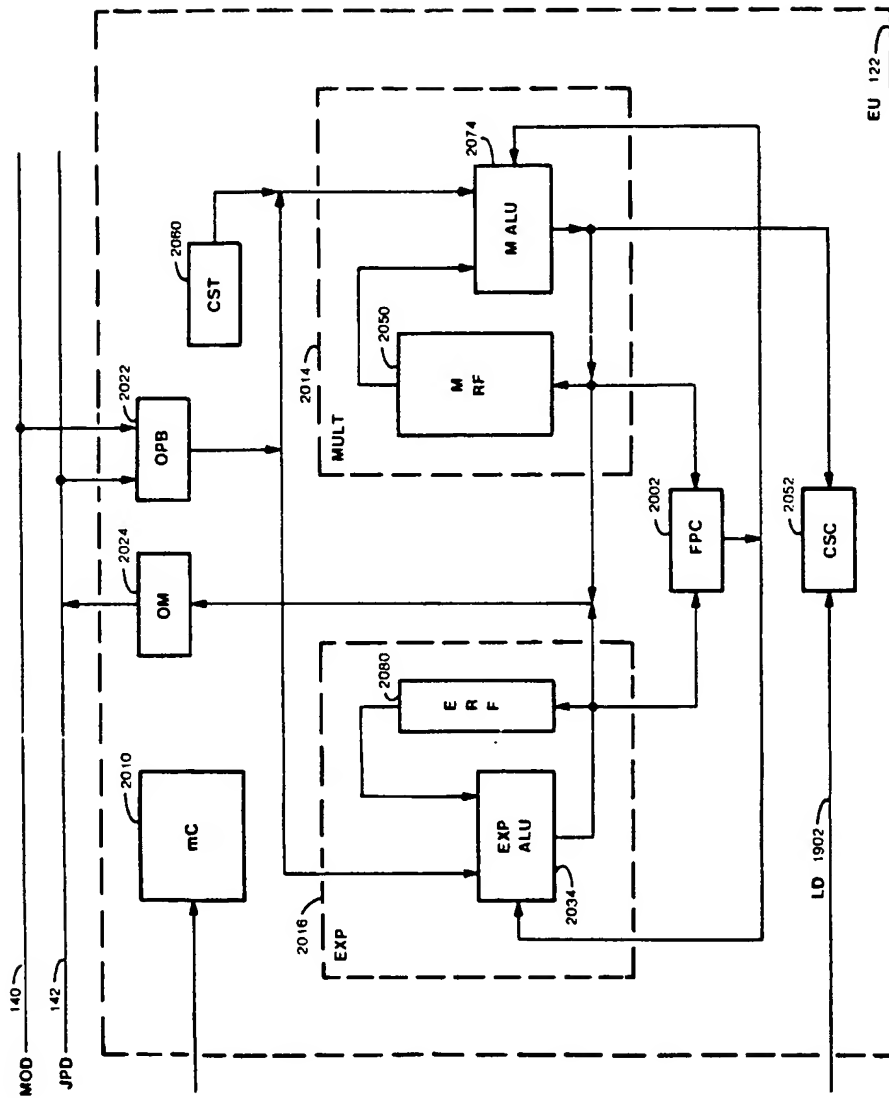 MOD
140
JPD
142
2010
mC
2024
OM
2022
OPB
2060
CST
2016
EXP
EXP
ALU
2034
2080
E
R
F
2014
MULT
2050
M
RF
M ALU
2074
2002
FPC
2052
CSC
LD 1902
EU 122